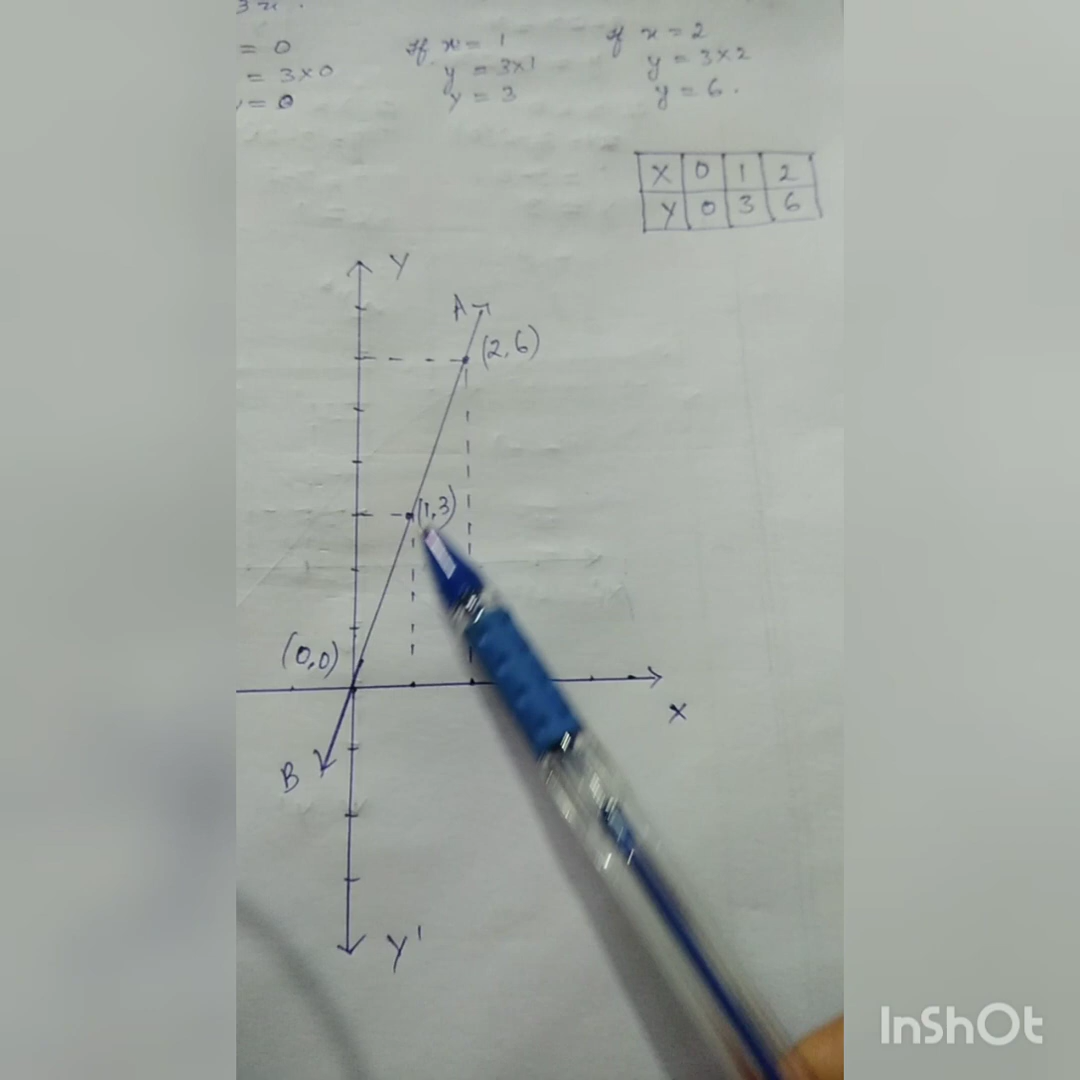 3x.
= 0
= 3×0
y = 0
If x = 1
y = 3×1
y = 3
If x = 2
y = 3×2
y = 6.
X 0 1 2
Y 0 3 6
Y
A
(2,6)
(1,3)
(0,0)
X
B
Y'
InShOt